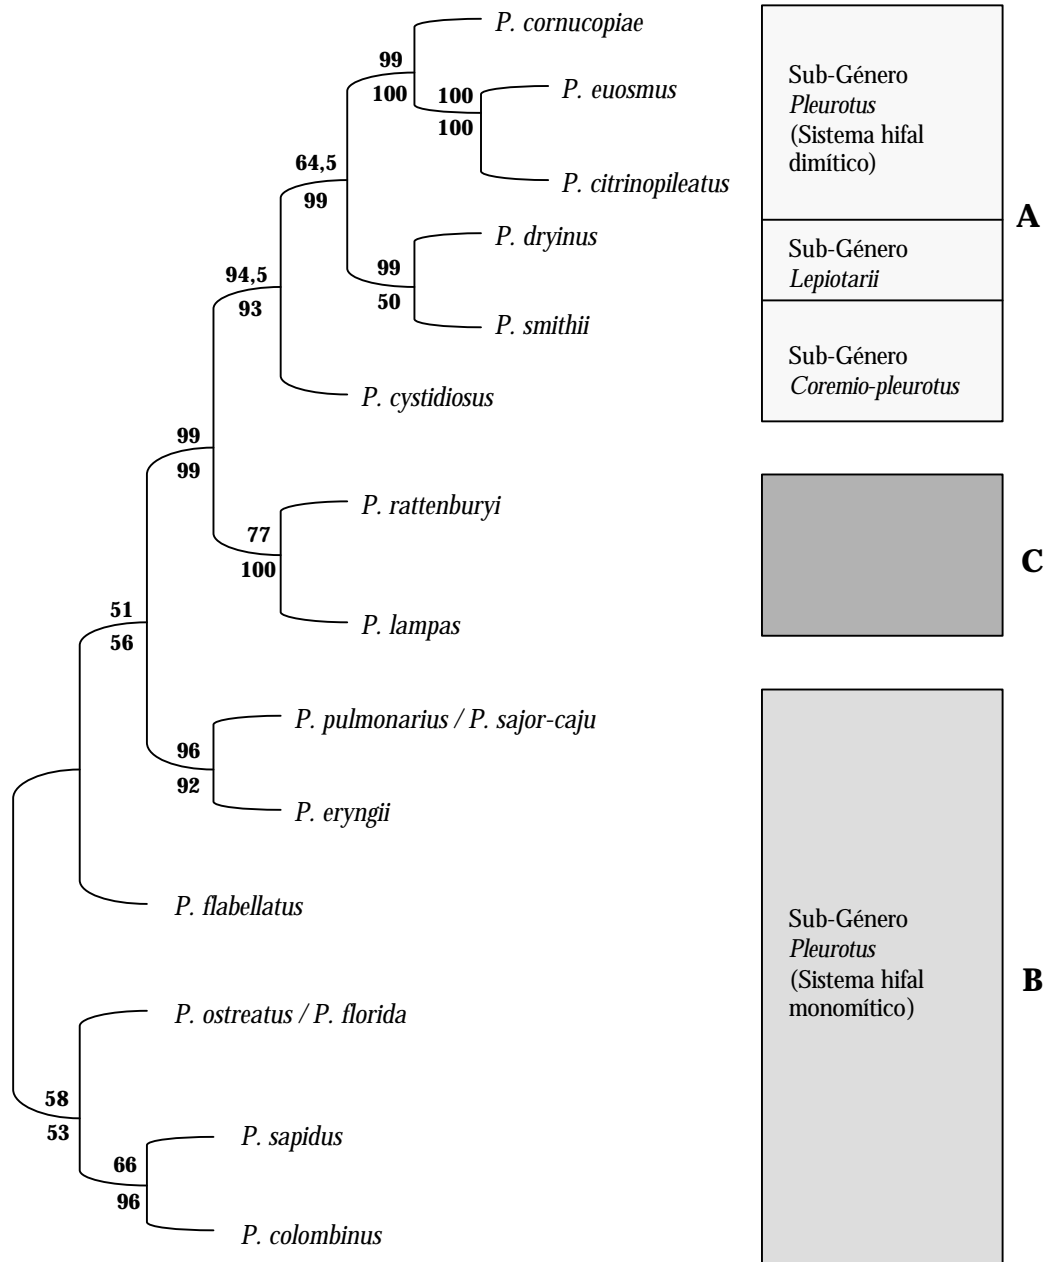 P. cornucopiae
99
100
P. euosmus
100
100
P. citrinopileatus
64,5
99
P. dryinus
99
50
P. smithii
94,5
93
P. cystidiosus
99
99
P. rattenburyi
77
100
P. lampas
51
56
P. pulmonarius / P. sajor-caju
96
92
P. eryngii
P. flabellatus
P. ostreatus / P. florida
58
53
P. sapidus
66
96
P. colombinus
Sub-Género
Pleurotus
(Sistema hifal
dimítico)
A
Sub-Género
Lepiotarii
Sub-Género
Coremio-pleurotus
C
Sub-Género
Pleurotus
(Sistema hifal
monomítico)
B